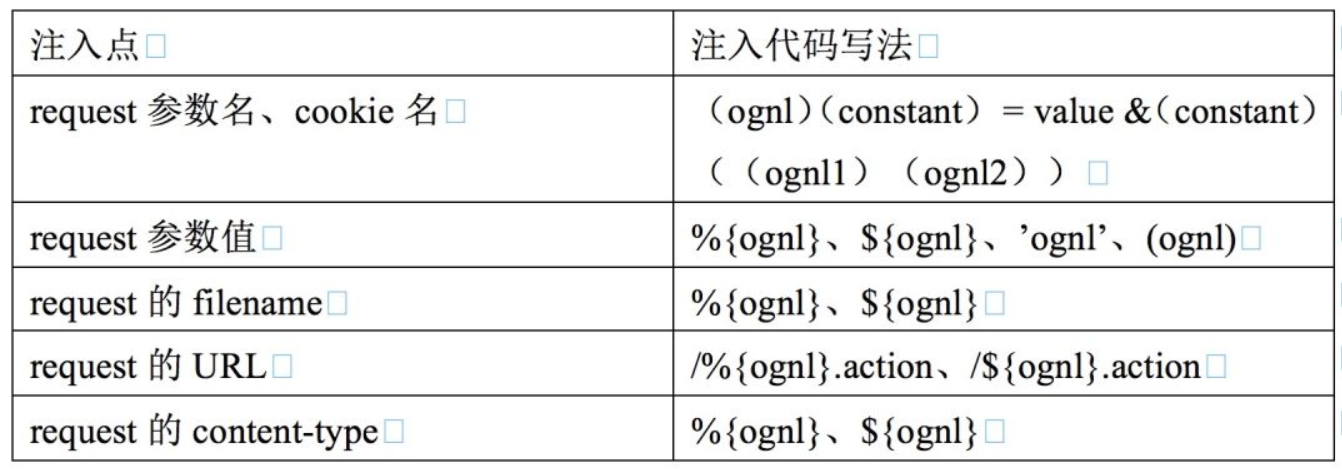 注入点
注入代码写法
request 参数名、cookie 名
（ognl）（constant）= value &（constant）
（（ognl1）（ognl2））
request 参数值
%{ognl}、${ognl}、’ognl’、(ognl)
request 的 filename
%{ognl}、${ognl}
request 的 URL
/%{ognl}.action、/${ognl}.action
request 的 content-type
%{ognl}、${ognl}